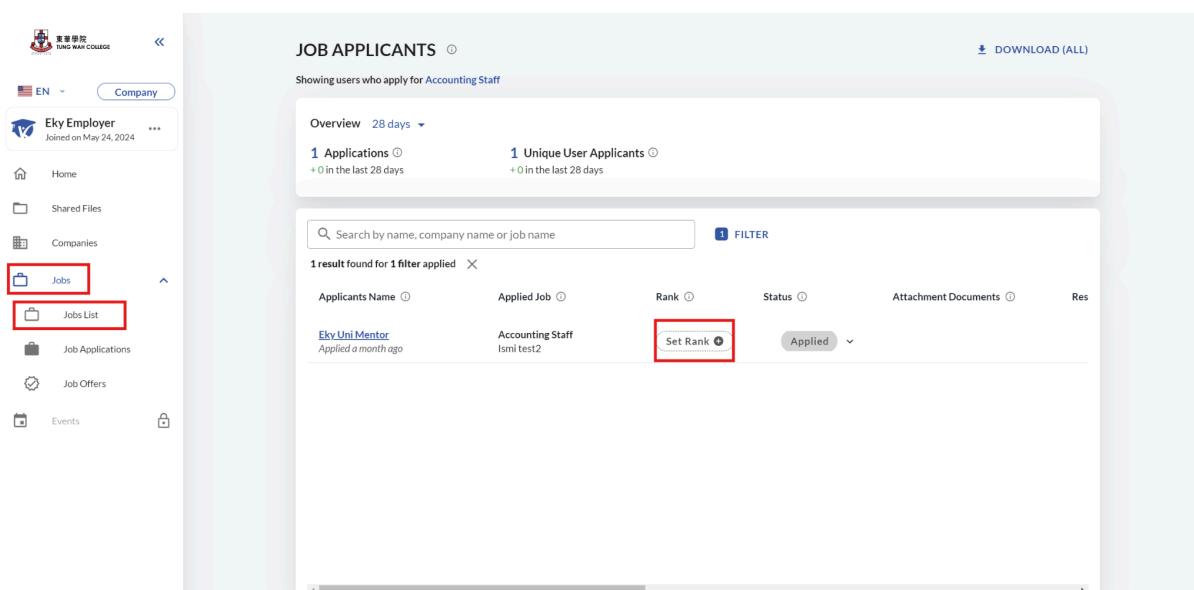 東華學院
TUNG WAH COLLEGE
EN
Company
Eky Employer
Joined on May 24, 2024
Home
Shared Files
Companies
Jobs
Jobs List
Job Applications
Job Offers
Events
JOB APPLICANTS
DOWNLOAD (ALL)
Showing users who apply for Accounting Staff
Overview 28 days
1 Applications
+ 0 in the last 28 days
1 Unique User Applicants
+ 0 in the last 28 days
Search by name, company name or job name
1 FILTER
1 result found for 1 filter applied
Applicants Name Applied Job Rank Status Attachment Documents Res
Eky Uni Mentor Accounting Staff Set Rank Applied
Applied a month ago Ismi test2